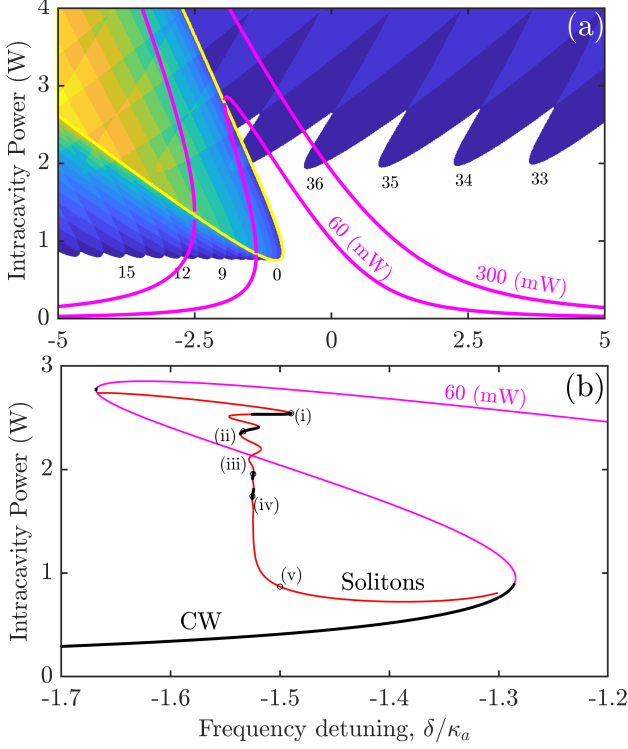 (a)
Intracavity Power (W)
4
3
2
1
0
36
35
34
33
15
12
9
0
60 (mW)
300 (mW)
-5
-2.5
0
2.5
5
(b)
Intracavity Power (W)
3
2
1
0
60 (mW)
(i)
(ii)
(iii)
(iv)
(v)
Solitons
CW
-1.7
-1.6
-1.5
-1.4
-1.3
-1.2
Frequency detuning, δ/κₐ